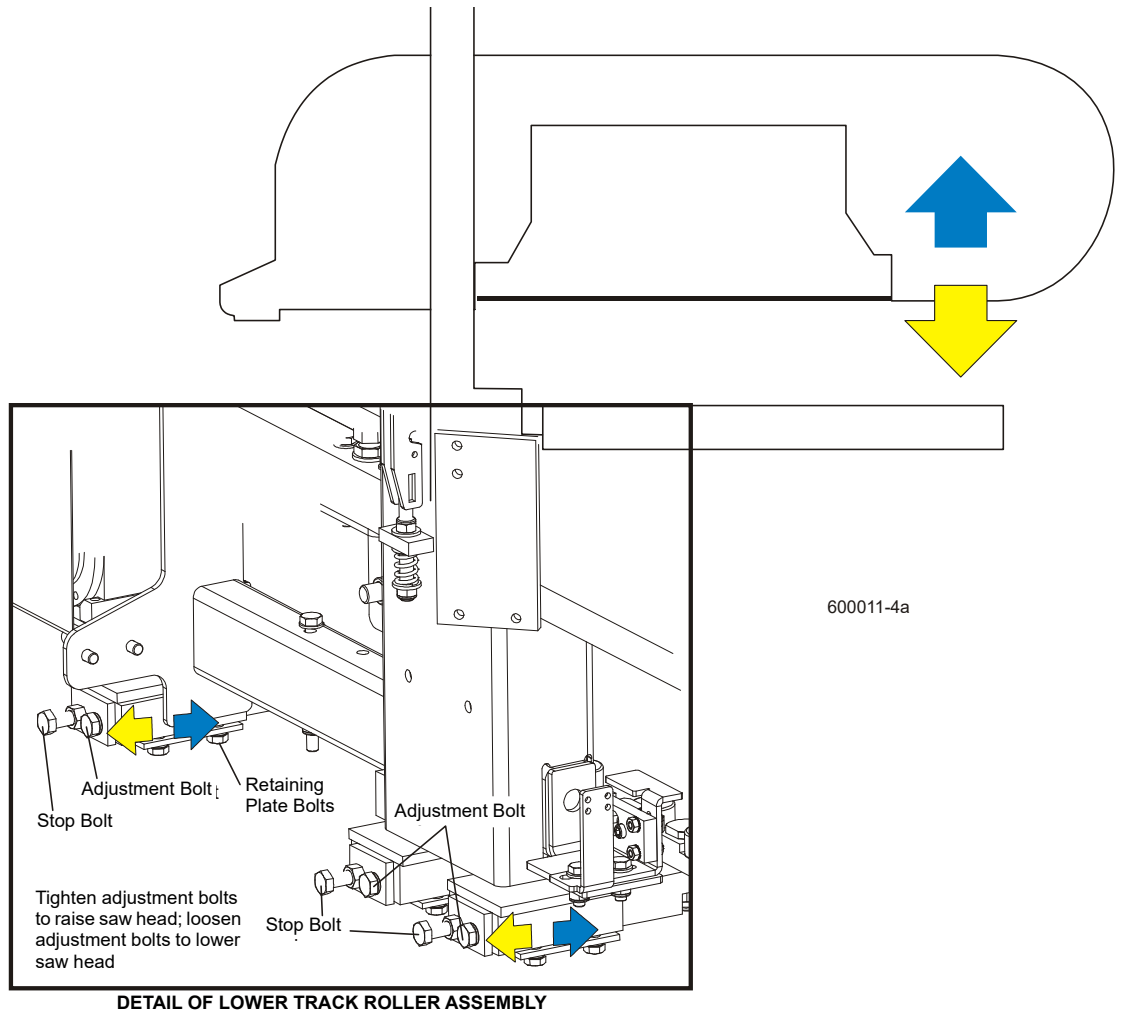 600011-4a
Adjustment Bolt
Stop Bolt
Retaining
Plate Bolts
Adjustment Bolt
Stop Bolt
Tighten adjustment bolts
to raise saw head; loosen
adjustment bolts to lower
saw head
DETAIL OF LOWER TRACK ROLLER ASSEMBLY